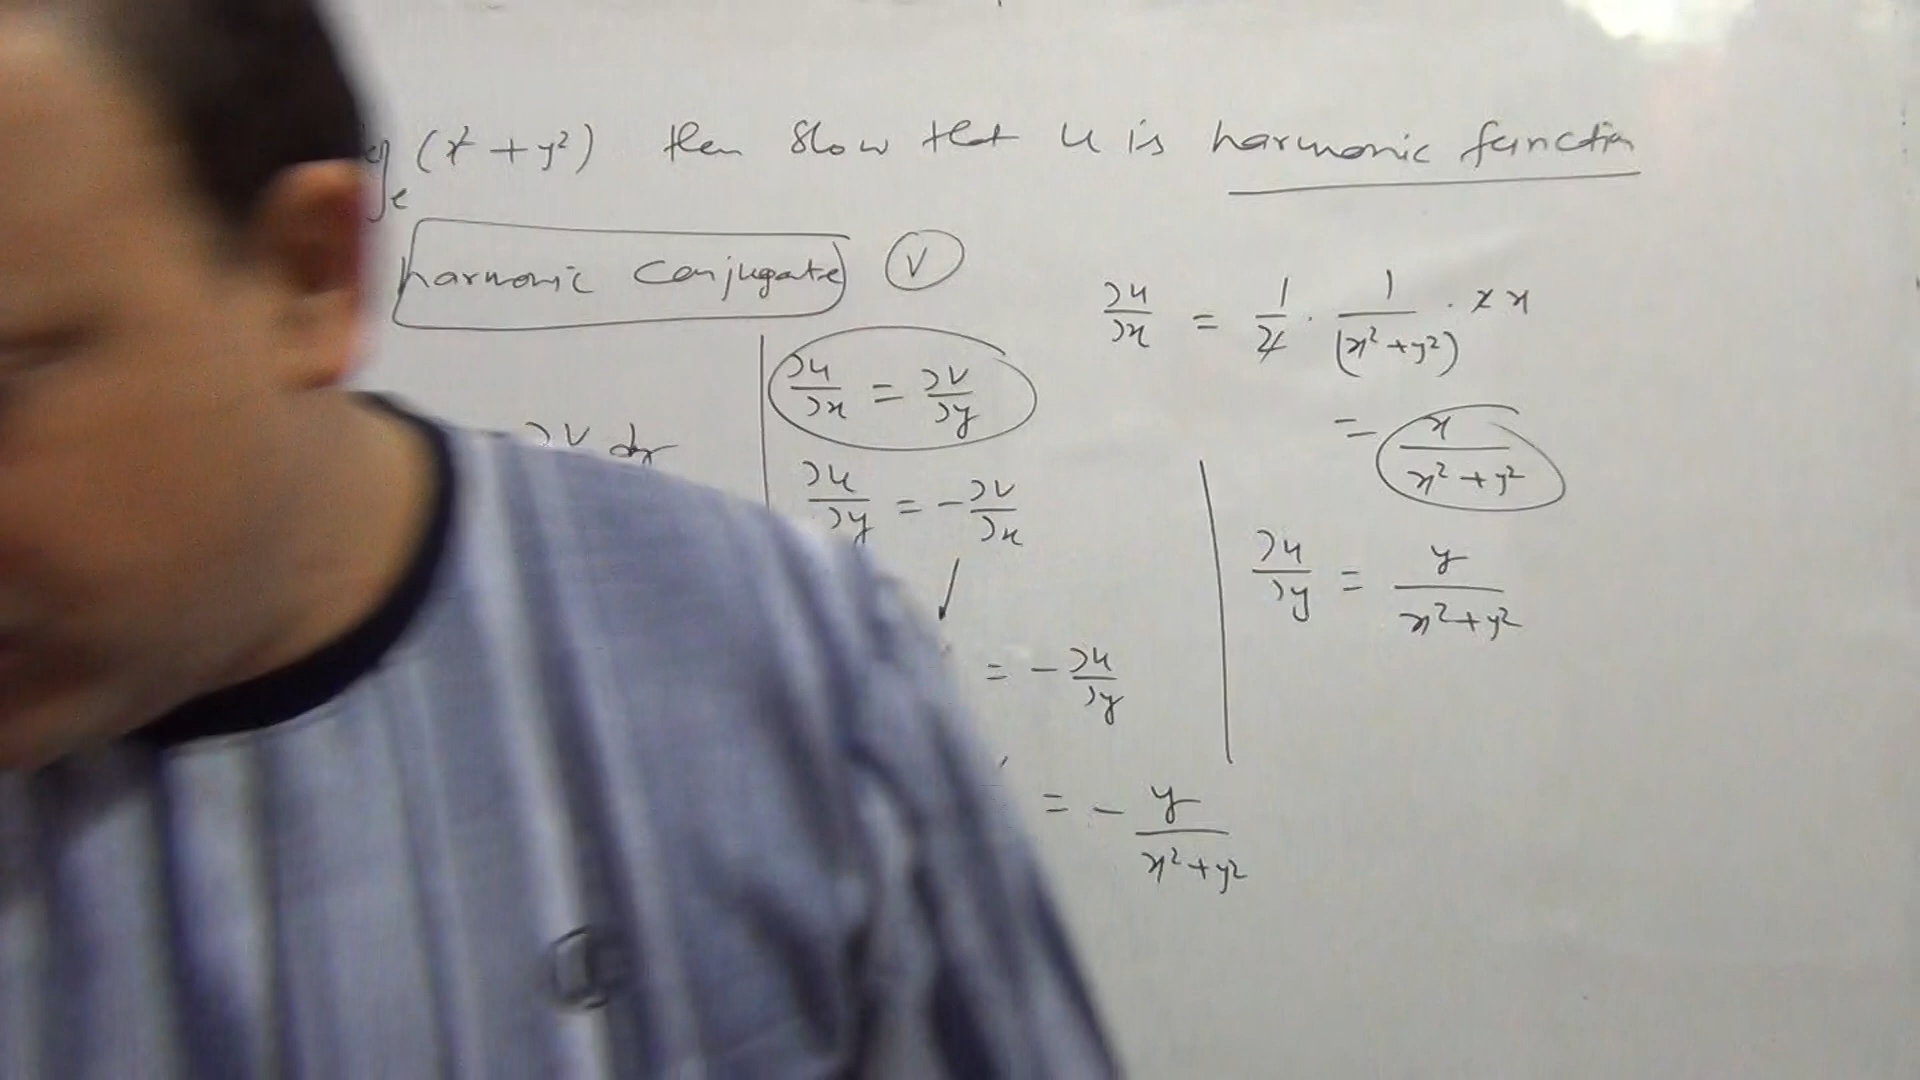 (x² + y²) then show that u is harmonic function
e
harmonic conjugate V
∂u/∂x = 1/2 · 1/(x²+y²) · 2x
∂u/∂x = ∂v/∂y
= x/(x²+y²)
∂v dx
∂u/∂y = -∂v/∂x
∂u/∂y = y/(x²+y²)
= -∂u/∂y
= - y/(x²+y²)